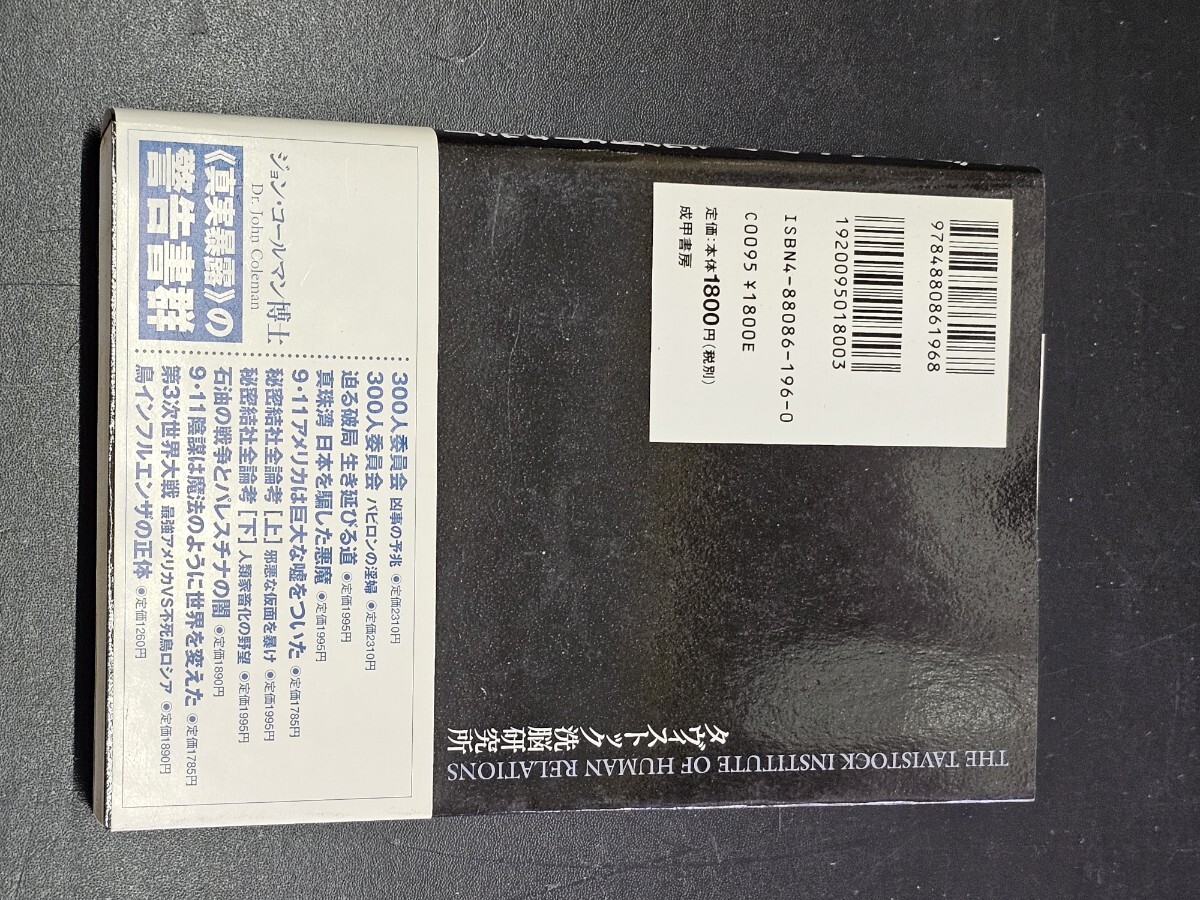 9784880861968
1920095018003
ISBN4-88086-196-0
C0095 ¥1800E
定価:本体1800円(税別)
成甲書房
THE TAVISTOCK INSTITUTE OF HUMAN RELATIONS
タヴィストック洗脳研究所
ジョン・コールマン博士
Dr. John Coleman
《真実暴露》の
警告書群
300人委員会 凶事の予兆 ●定価2310円
300人委員会 バビロンの淫婦 ●定価2310円
迫る破局 生き延びる道 ●定価1995円
真珠湾 日本を騙した悪魔 ●定価1995円
9・11アメリカは巨大な嘘をついた ●定価1785円
秘密結社全論考[上] 邪悪な仮面を暴け ●定価1995円
秘密結社全論考[下] 人類家畜化の野望 ●定価1995円
石油の戦争とパレスチナの闇 ●定価1890円
9・11陰謀は魔法のように世界を変えた ●定価1785円
第3次世界大戦 最強アメリカVS不死鳥ロシア ●定価1890円
鳥インフルエンザの正体 ●定価1260円